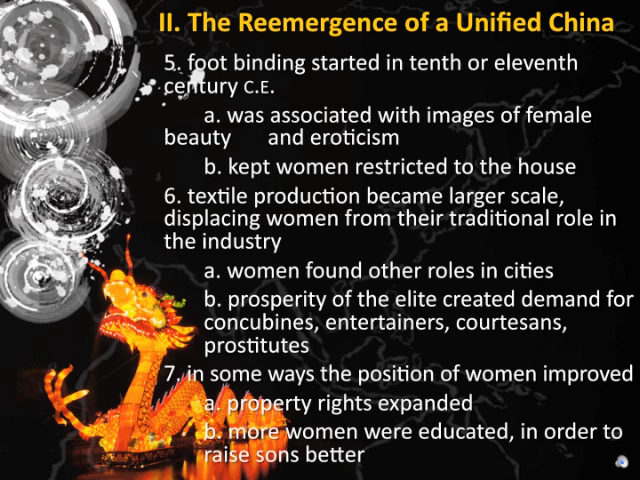 II. The Reemergence of a Unified China
5. foot binding started in tenth or eleventh
century C.E.
a. was associated with images of female
beauty and eroticism
b. kept women restricted to the house
6. textile production became larger scale,
displacing women from their traditional role in
the industry
a. women found other roles in cities
b. prosperity of the elite created demand for
concubines, entertainers, courtesans,
prostitutes
7. in some ways the position of women improved
a. property rights expanded
b. more women were educated, in order to
raise sons better